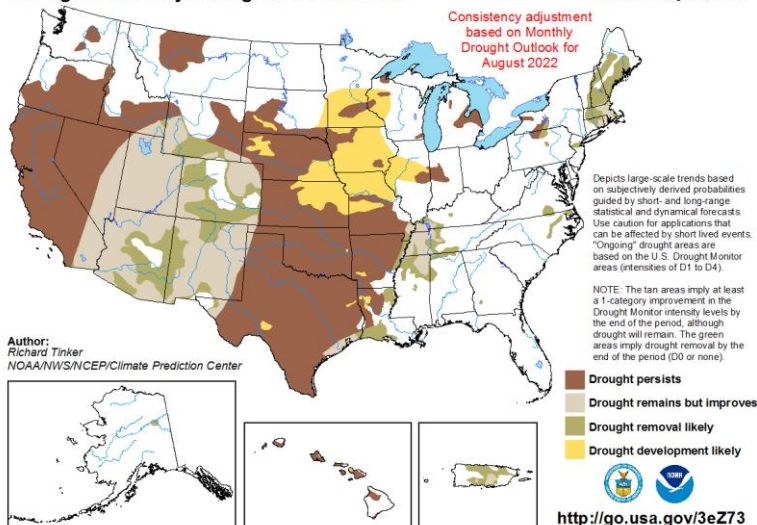 Consistency adjustment
based on Monthly
Drought Outlook for
August 2022
Depicts large-scale trends based
on subjectively derived probabilities
guided by short- and long-range
statistical and dynamical forecasts.
Use caution for applications that
can be affected by short lived events.
"Ongoing" drought areas are
based on the U.S. Drought Monitor
areas (intensities of D1 to D4).
NOTE: The tan areas imply at least
a 1-category improvement in the
Drought Monitor intensity levels by
the end of the period, although
drought will remain. The green
areas imply drought removal by the
end of the period (D0 or none).
Author:
Richard Tinker
NOAA/NWS/NCEP/Climate Prediction Center
Drought persists
Drought remains but improves
Drought removal likely
Drought development likely
http://go.usa.gov/3eZ73